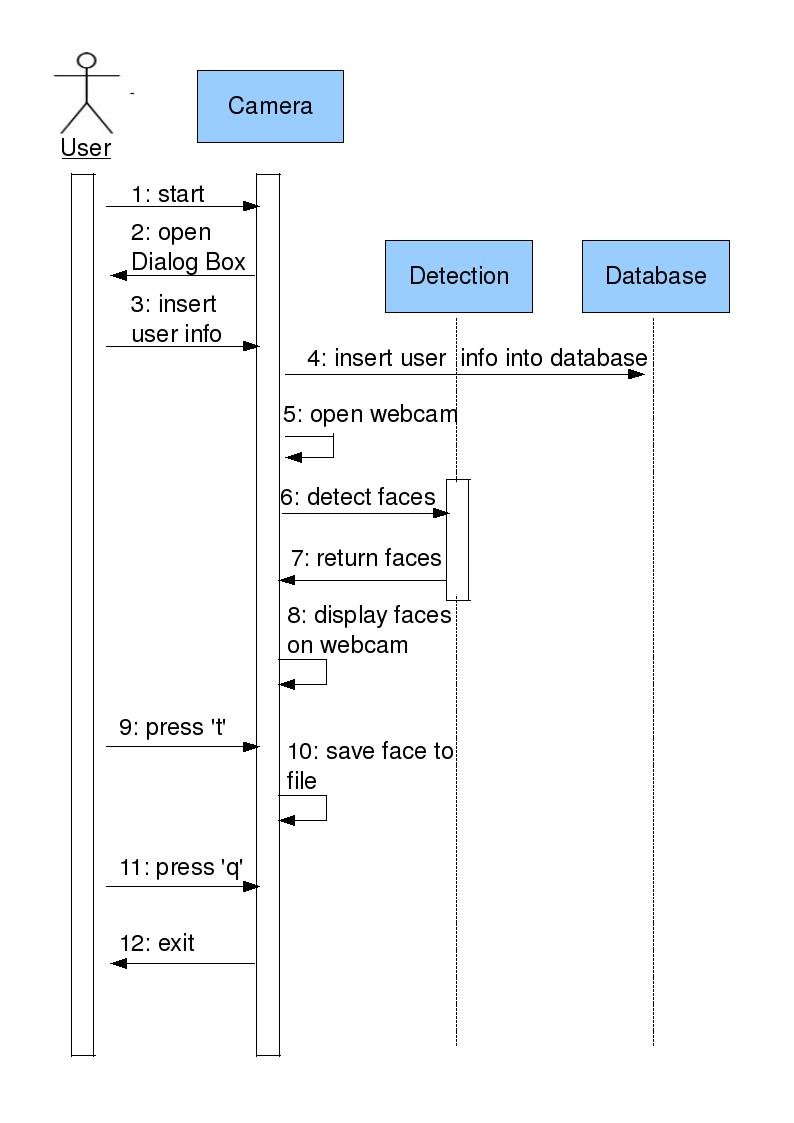 User
Camera
1: start
2: open
Dialog Box
Detection
Database
3: insert
user info
4: insert user info into database
5: open webcam
6: detect faces
7: return faces
8: display faces
on webcam
9: press 't'
10: save face to
file
11: press 'q'
12: exit